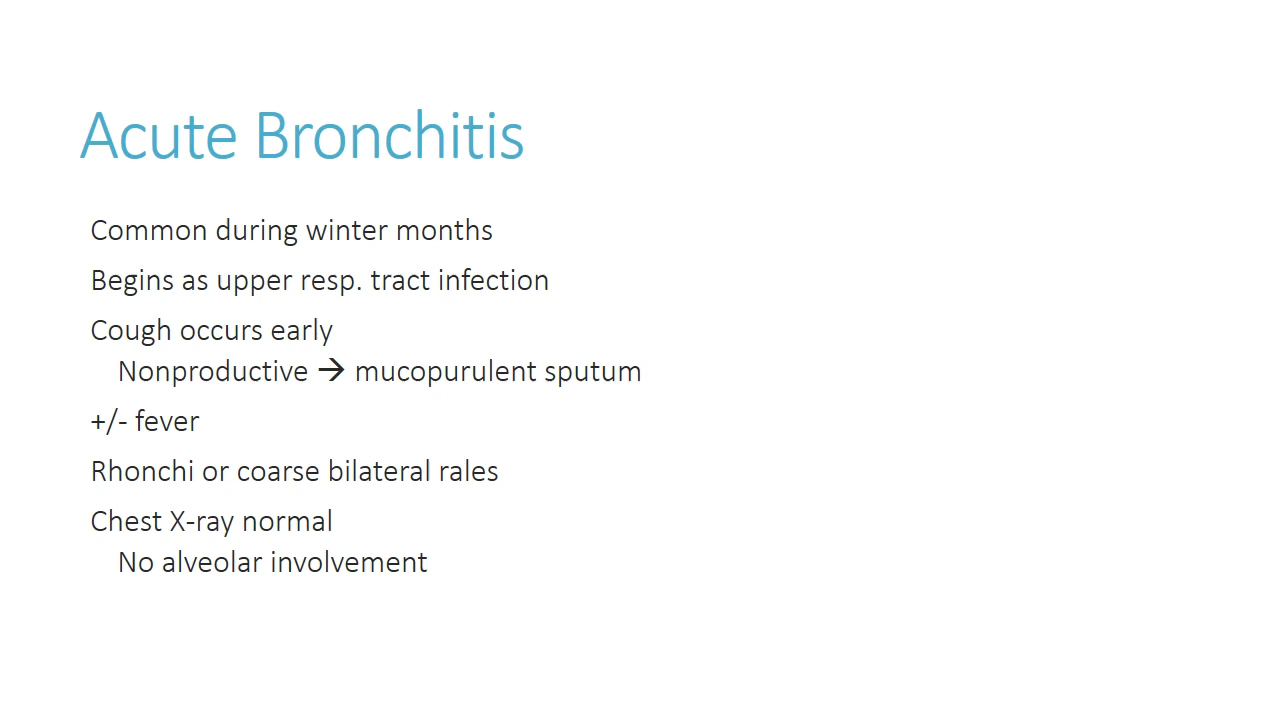 Acute Bronchitis
Common during winter months
Begins as upper resp. tract infection
Cough occurs early
Nonproductive → mucopurulent sputum
+/- fever
Rhonchi or coarse bilateral rales
Chest X-ray normal
No alveolar involvement